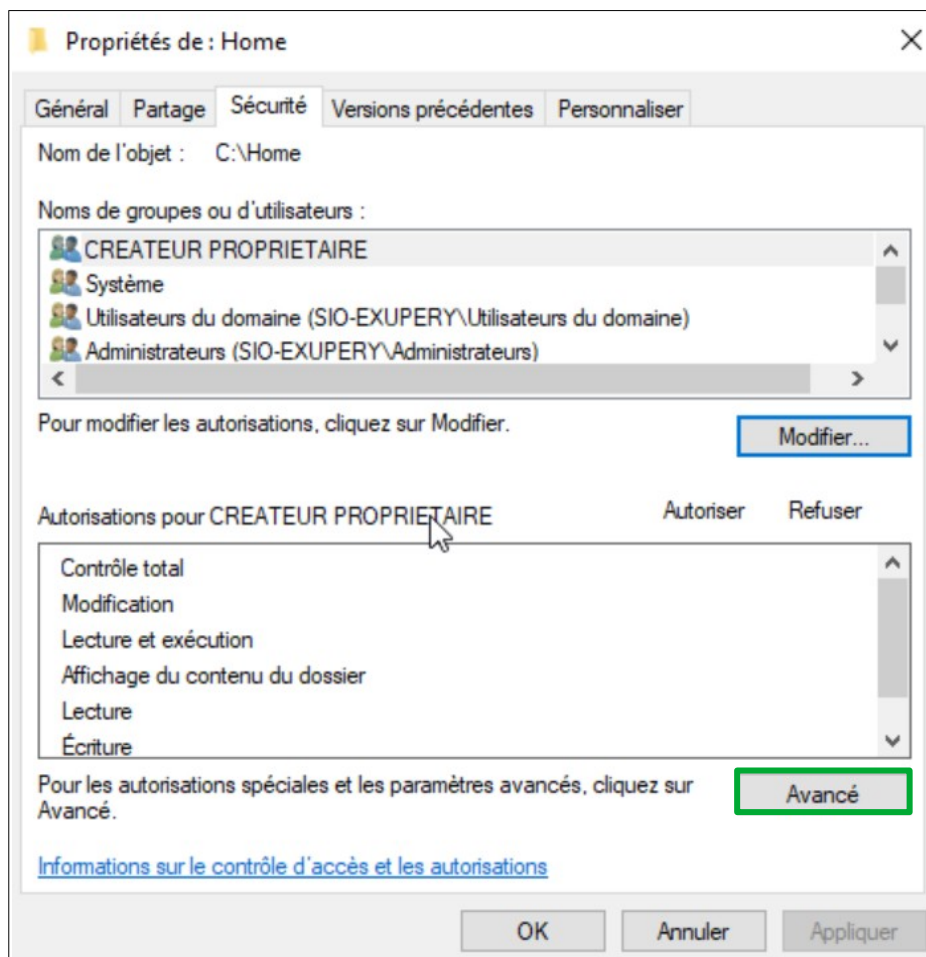 Propriétés de : Home
Général Partage Sécurité Versions précédentes Personnaliser
Nom de l'objet : C:\Home
Noms de groupes ou d'utilisateurs :
CREATEUR PROPRIETAIRE
Système
Utilisateurs du domaine (SIO-EXUPERY\Utilisateurs du domaine)
Administrateurs (SIO-EXUPERY\Administrateurs)
Pour modifier les autorisations, cliquez sur Modifier.
Modifier...
Autorisations pour CREATEUR PROPRIETAIRE Autoriser Refuser
Contrôle total
Modification
Lecture et exécution
Affichage du contenu du dossier
Lecture
Écriture
Pour les autorisations spéciales et les paramètres avancés, cliquez sur
Avancé.
Avancé
Informations sur le contrôle d'accès et les autorisations
OK Annuler Appliquer